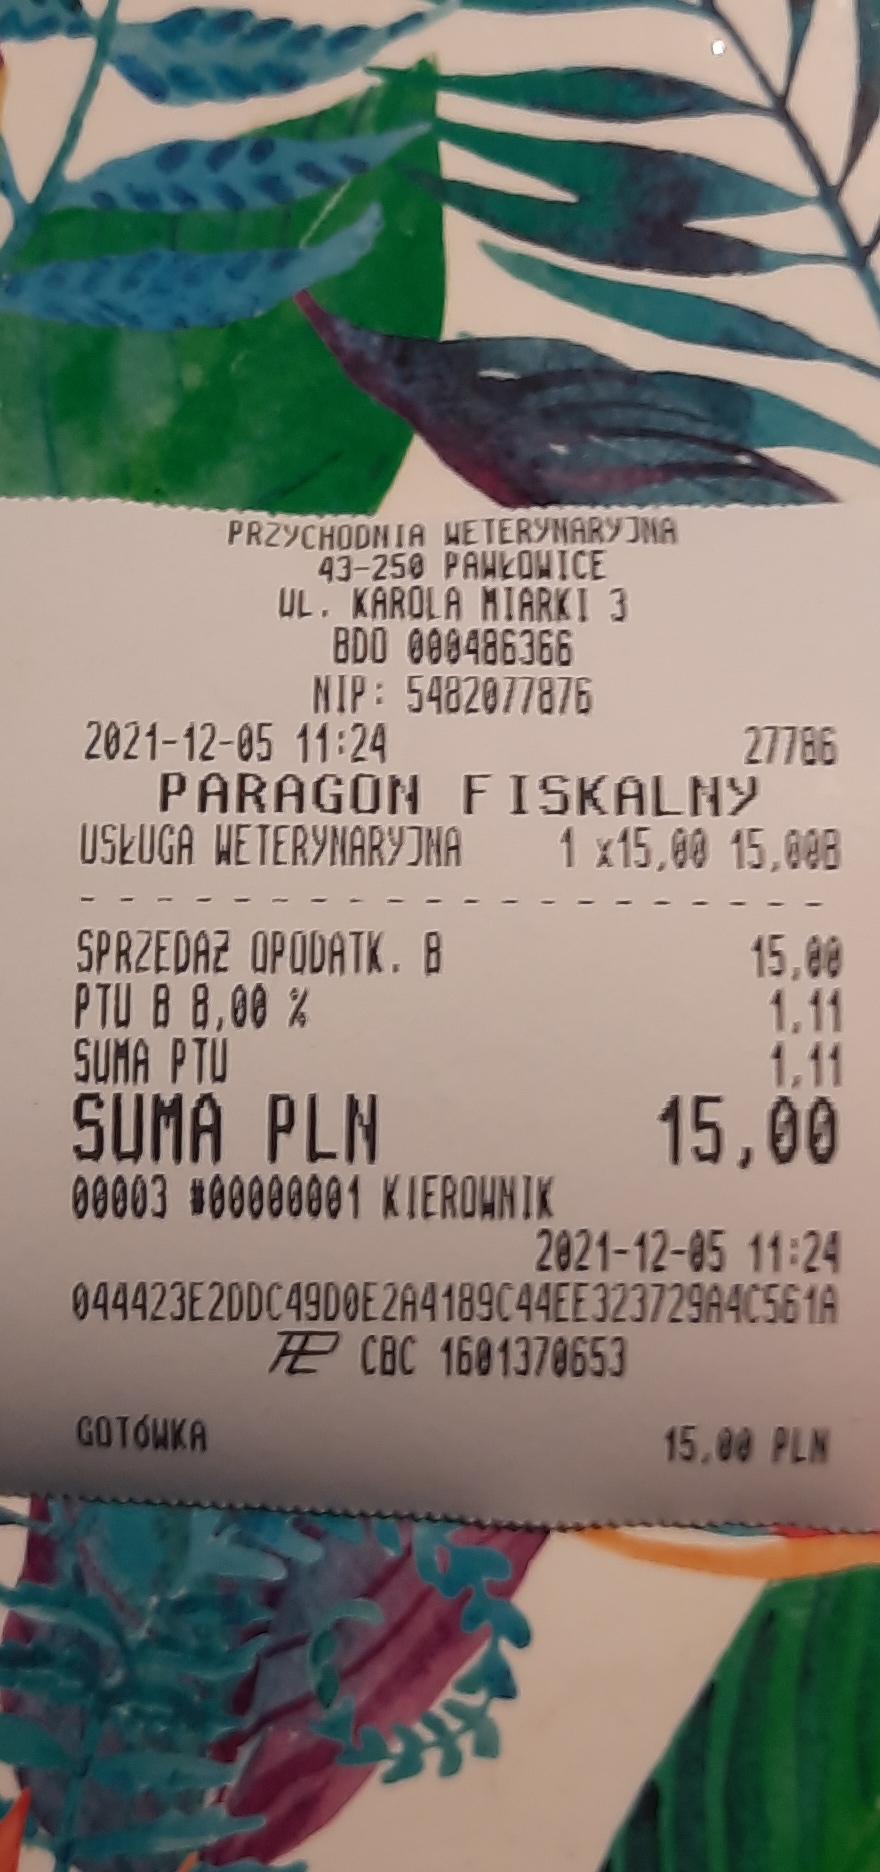 PRZYCHODNIA WETERYNARYJNA
43-250 PAWŁOWICE
UL. KAROLA MIARKI 3
BDO 000486366
NIP: 5482077876
2021-12-05 11:24 27786
PARAGON FISKALNY
USŁUGA WETERYNARYJNA 1 x15,00 15,00B
- - - - - - - - - - - - - - - - - - - -
SPRZEDAŻ OPODATK. B 15,00
PTU B 8,00 % 1,11
SUMA PTU 1,11
SUMA PLN 15,00
00003 #00000001 KIEROWNIK
2021-12-05 11:24
044423E2DDC49D0E2A4189C44EE323729A4C561A
CBC 1601370653
GOTÓWKA 15,00 PLN